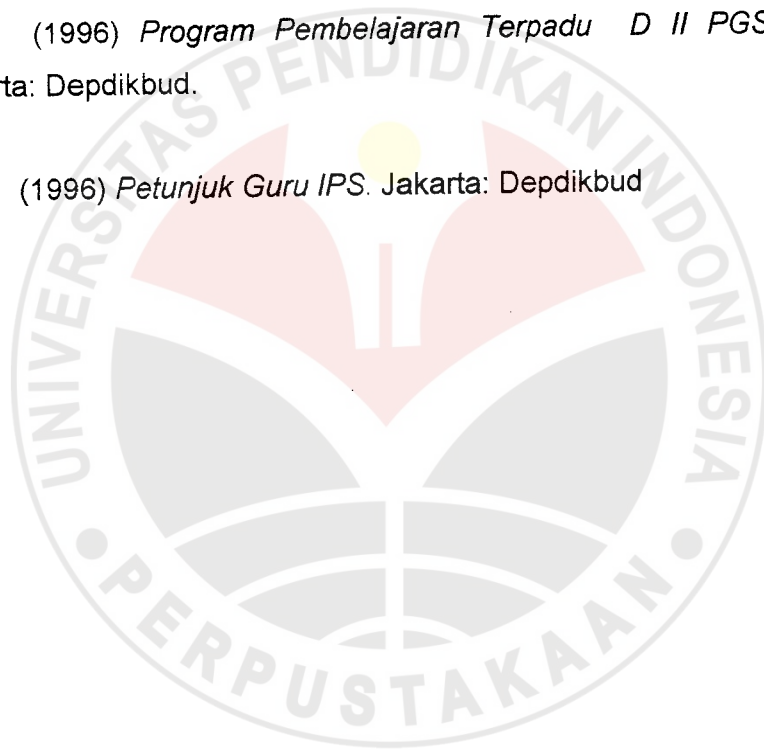 (1996) Program Pembelajaran Terpadu D II PGS
rta: Depdikbud.
(1996) Petunjuk Guru IPS. Jakarta: Depdikbud
UNIVERSITAS PENDIDIKAN INDONESIA
PERPUSTAKAAN